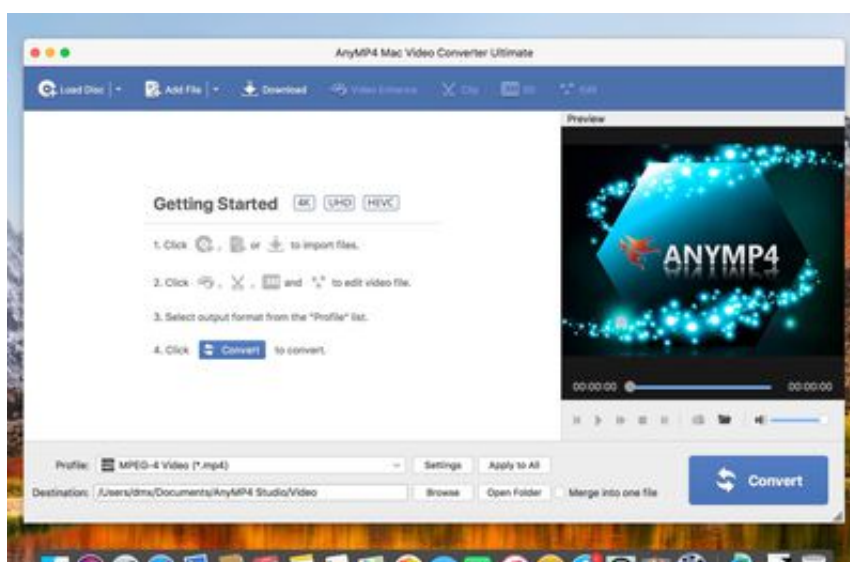 AnyMP4 Mac Video Converter Ultimate
Load Disc Add File Download Video Enhance Clip 3D Edit
Preview
Getting Started 4K UHD HEVC
1. Click , or to import files.
2. Click , , 3D and to edit video file.
3. Select output format from the "Profile" list.
4. Click Convert to convert.
ANYMP4
00:00:00 00:00:00
Profile: MPEG-4 Video (*.mp4) Settings Apply to All
Destination: /Users/dmx/Documents/AnyMP4 Studio/Video Browse Open Folder Merge into one file
Convert